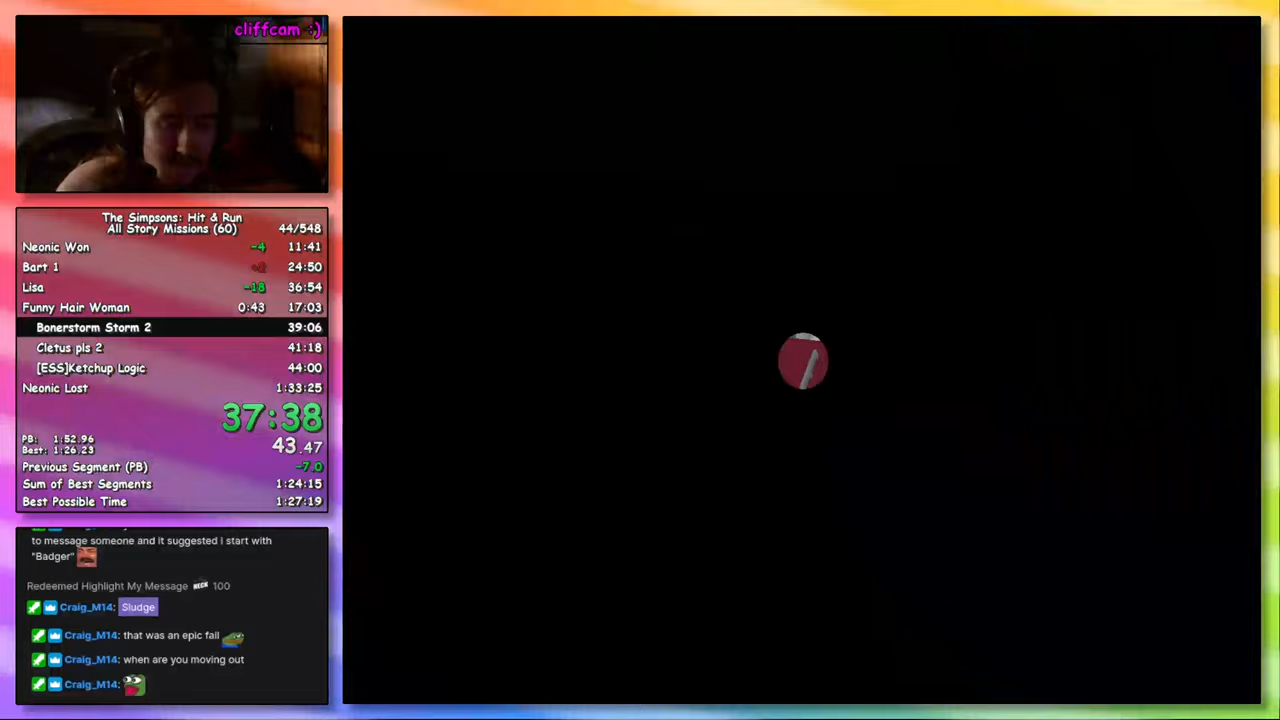 cliffcam :)
The Simpsons: Hit & Run
All Story Missions (60) 44/548
Neonic Won -4 11:41
Bart 1 24:50
Lisa -18 36:54
Funny Hair Woman 0:43 17:03
Bonerstorm Storm 2 39:06
Cletus pls 2 41:18
[ESS]Ketchup Logic 44:00
Neonic Lost 1:33:25
37:38
PB: 1:52.96
43.47
Best: 1:26.23
Previous Segment (PB) -7.0
Sum of Best Segments 1:24:15
Best Possible Time 1:27:19
to message someone and it suggested I start with
"Badger"
Redeemed Highlight My Message 100
Craig_M14: Sludge
Craig_M14: that was an epic fail
Craig_M14: when are you moving out
Craig_M14: